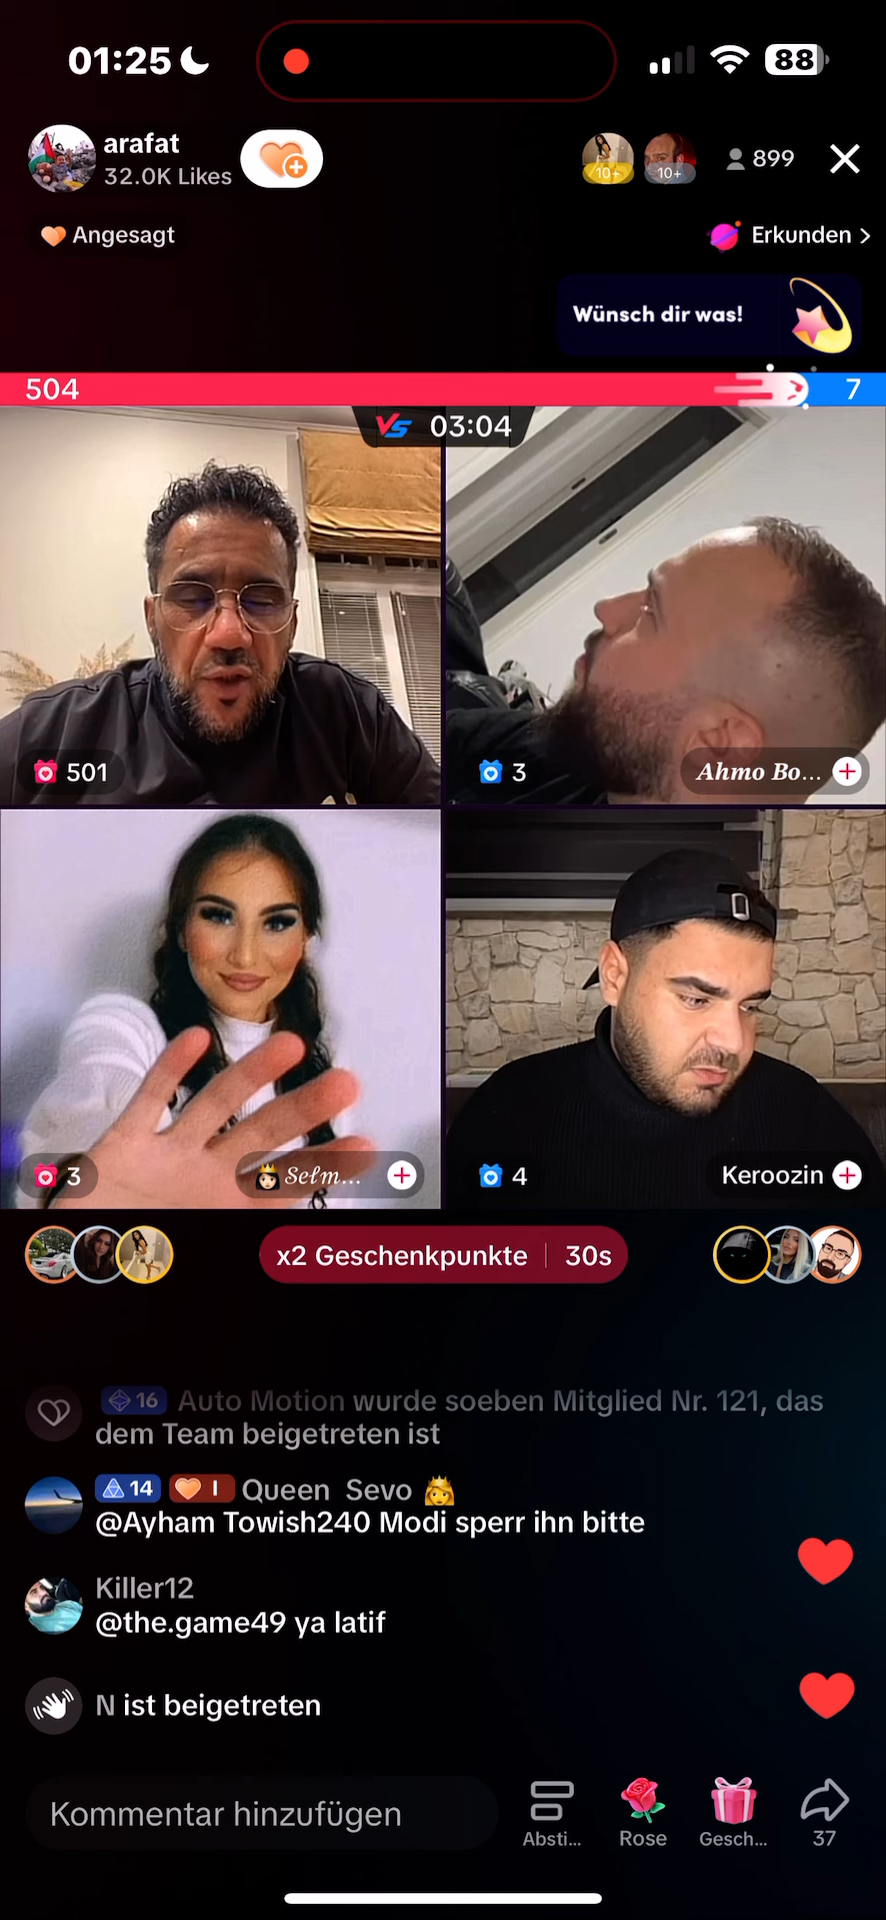 01:25
88
arafat
32.0K Likes
10+
10+
899
Angesagt
Erkunden >
Wünsch dir was!
504
7
VS 03:04
501
3
Ahmo Bo...
3
Selm...
4
Keroozin
x2 Geschenkpunkte | 30s
16 Auto Motion wurde soeben Mitglied Nr. 121, das
dem Team beigetreten ist
14 I Queen Sevo
@Ayham Towish240 Modi sperr ihn bitte
Killer12
@the.game49 ya latif
N ist beigetreten
Kommentar hinzufügen
Absti...
Rose
Gesch...
37